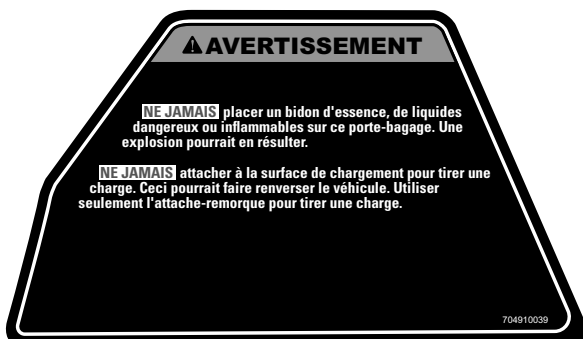 AVERTISSEMENT
NE JAMAIS placer un bidon d'essence, de liquides
dangereux ou inflammables sur ce porte-bagage. Une
explosion pourrait en résulter.
NE JAMAIS attacher à la surface de chargement pour tirer une
charge. Ceci pourrait faire renverser le véhicule. Utiliser
seulement l'attache-remorque pour tirer une charge.
704910039